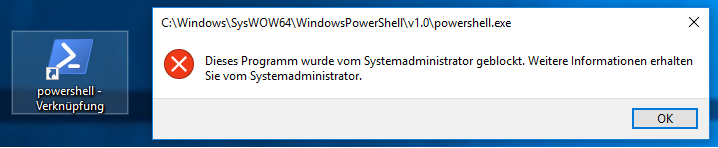 C:\Windows\SysWOW64\WindowsPowerShell\v1.0\powershell.exe
Dieses Programm wurde vom Systemadministrator geblockt. Weitere Informationen erhalten
Sie vom Systemadministrator.
OK
powershell -
Verknüpfung